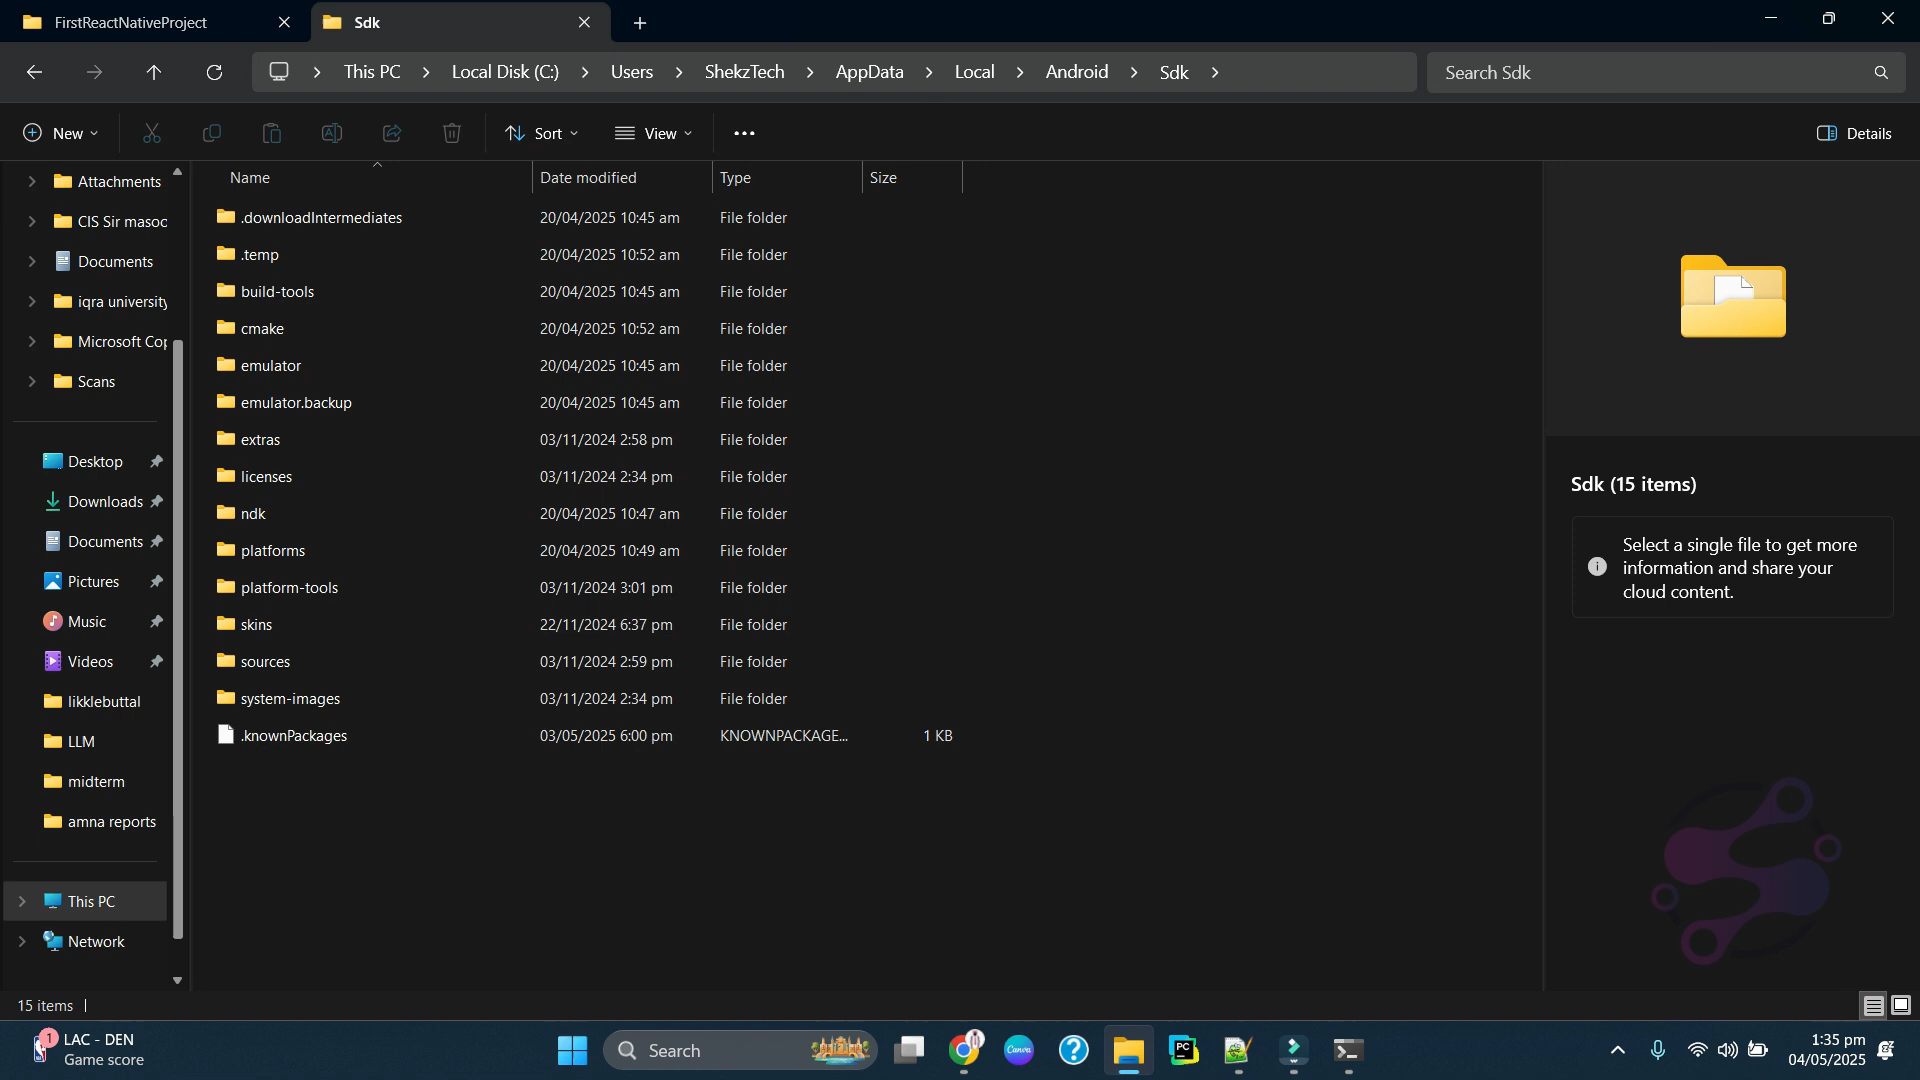 FirstReactNativeProject
Sdk
This PC > Local Disk (C:) > Users > ShekzTech > AppData > Local > Android > Sdk >
Search Sdk
New
Sort
View
Details
Attachments
CIS Sir masoo
Documents
iqra university
Microsoft Cop
Scans
Desktop
Downloads
Documents
Pictures
Music
Videos
likklebuttal
LLM
midterm
amna reports
This PC
Network
Name Date modified Type Size
.downloadIntermediates 20/04/2025 10:45 am File folder
.temp 20/04/2025 10:52 am File folder
build-tools 20/04/2025 10:45 am File folder
cmake 20/04/2025 10:52 am File folder
emulator 20/04/2025 10:45 am File folder
emulator.backup 20/04/2025 10:45 am File folder
extras 03/11/2024 2:58 pm File folder
licenses 03/11/2024 2:34 pm File folder
ndk 20/04/2025 10:47 am File folder
platforms 20/04/2025 10:49 am File folder
platform-tools 03/11/2024 3:01 pm File folder
skins 22/11/2024 6:37 pm File folder
sources 03/11/2024 2:59 pm File folder
system-images 03/11/2024 2:34 pm File folder
.knownPackages 03/05/2025 6:00 pm KNOWNPACKAGE... 1 KB
Sdk (15 items)
Select a single file to get more
information and share your
cloud content.
15 items
1
LAC - DEN
Game score
Search
Canva
PC
1:35 pm
04/05/2025